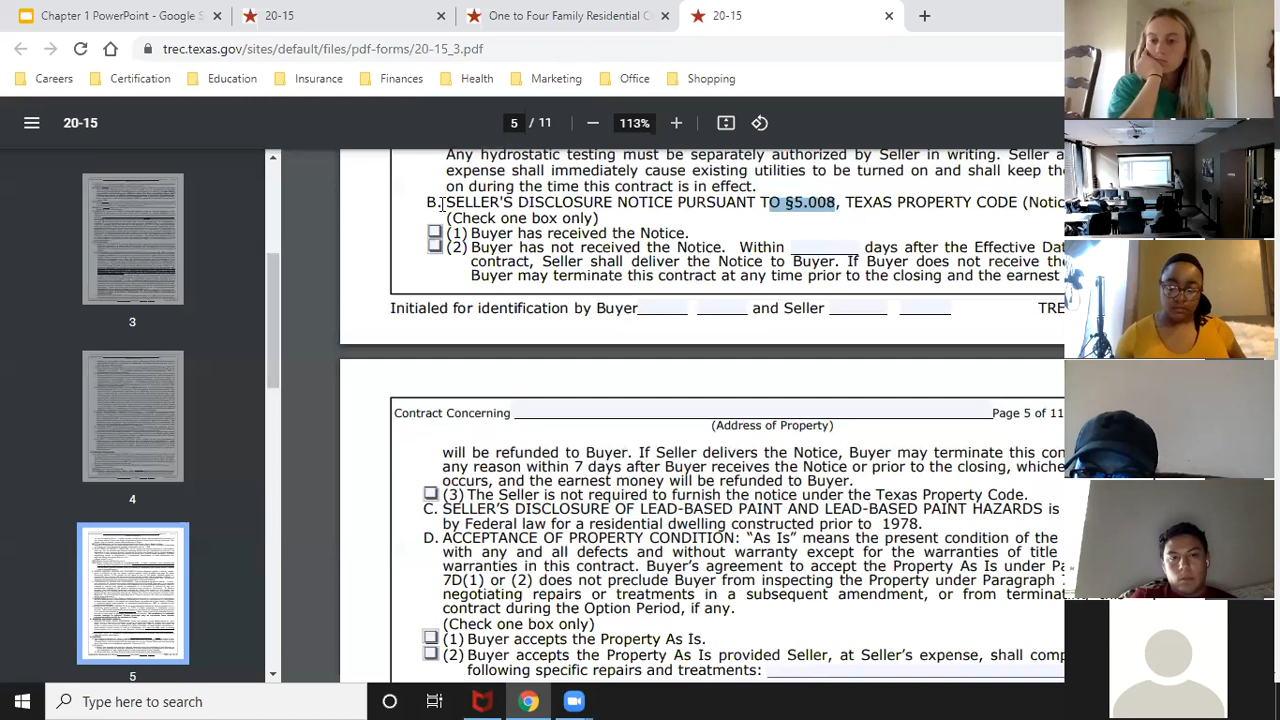 Chapter 1 PowerPoint - Google S
20-15
One to Four Family Residential C
20-15
trec.texas.gov/sites/default/files/pdf-forms/20-15_3.pdf
Careers
Certification
Education
Insurance
Finances
Health
Marketing
Office
Shopping
20-15
5 / 11
113%
3
4
5
Any hydrostatic testing must be separately authorized by Seller in writing. Seller a
expense shall immediately cause existing utilities to be turned on and shall keep the
on during the time this contract is in effect.
B. SELLER'S DISCLOSURE NOTICE PURSUANT TO §5.008, TEXAS PROPERTY CODE (Notic
(Check one box only)
(1) Buyer has received the Notice.
(2) Buyer has not received the Notice. Within days after the Effective Dat
contract, Seller shall deliver the Notice to Buyer. If Buyer does not receive the
Buyer may terminate this contract at any time prior to the closing and the earnest
Initialed for identification by Buyer and Seller TRE
Contract Concerning Page 5 of 11
(Address of Property)
will be refunded to Buyer. If Seller delivers the Notice, Buyer may terminate this con
any reason within 7 days after Buyer receives the Notice or prior to the closing, whiche
occurs, and the earnest money will be refunded to Buyer.
(3) The Seller is not required to furnish the notice under the Texas Property Code.
C. SELLER'S DISCLOSURE OF LEAD-BASED PAINT AND LEAD-BASED PAINT HAZARDS is
by Federal law for a residential dwelling constructed prior to 1978.
D. ACCEPTANCE OF PROPERTY CONDITION: "As Is" means the present condition of the
with any and all defects and without warranty except for the warranties of title
warranties in this contract. Buyer's agreement to accept the Property As Is under Pa
7D(1) or (2) does not preclude Buyer from inspecting the Property under Paragraph
negotiating repairs or treatments in a subsequent amendment, or from terminat
contract during the Option Period, if any.
(Check one box only)
(1) Buyer accepts the Property As Is.
(2) Buyer accepts the Property As Is provided Seller, at Seller's expense, shall comp
following specific repairs and treatments:
Type here to search